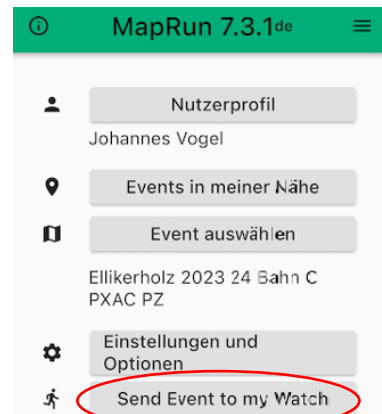 MapRun 7.3.1de
Nutzerprofil
Johannes Vogel
Events in meiner Nähe
Event auswählen
Ellikerholz 2023 24 Bahn C
PXAC PZ
Einstellungen und
Optionen
Send Event to my Watch